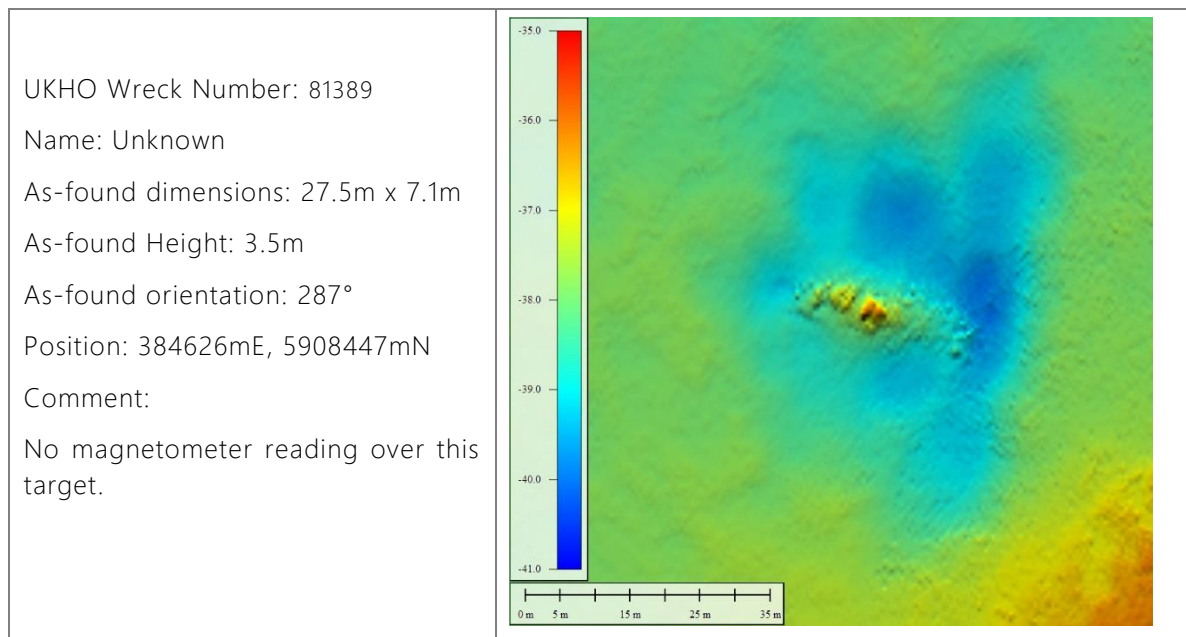 UKHO Wreck Number: 81389
Name: Unknown
As-found dimensions: 27.5m x 7.1m
As-found Height: 3.5m
As-found orientation: 287°
Position: 384626mE, 5908447mN
Comment:
No magnetometer reading over this
target.
-35.0
-36.0
-37.0
-38.0
-39.0
-40.0
-41.0
0 m 5 m 15 m 25 m 35 m